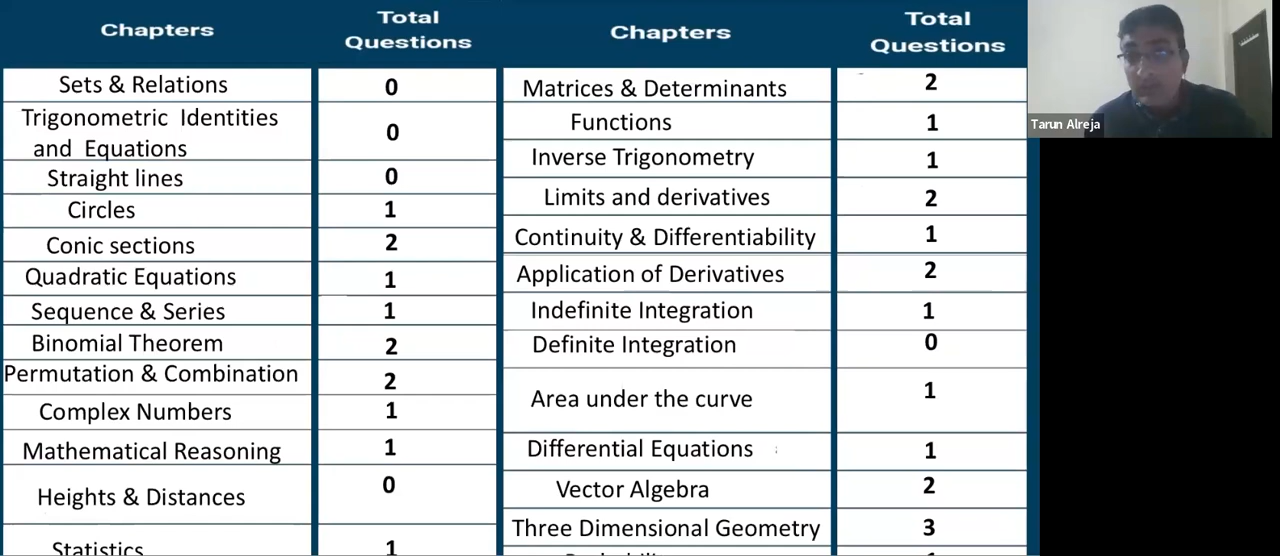 Chapters Total Questions Chapters Total Questions
Sets & Relations 0 Matrices & Determinants 2
Trigonometric Identities and Equations 0 Functions 1
Straight lines 0 Inverse Trigonometry 1
Circles 1 Limits and derivatives 2
Conic sections 2 Continuity & Differentiability 1
Quadratic Equations 1 Application of Derivatives 2
Sequence & Series 1 Indefinite Integration 1
Binomial Theorem 2 Definite Integration 0
Permutation & Combination 2 Area under the curve 1
Complex Numbers 1
Mathematical Reasoning 1 Differential Equations 1
Heights & Distances 0 Vector Algebra 2
Statistics 1 Three Dimensional Geometry 3
Tarun Alreja